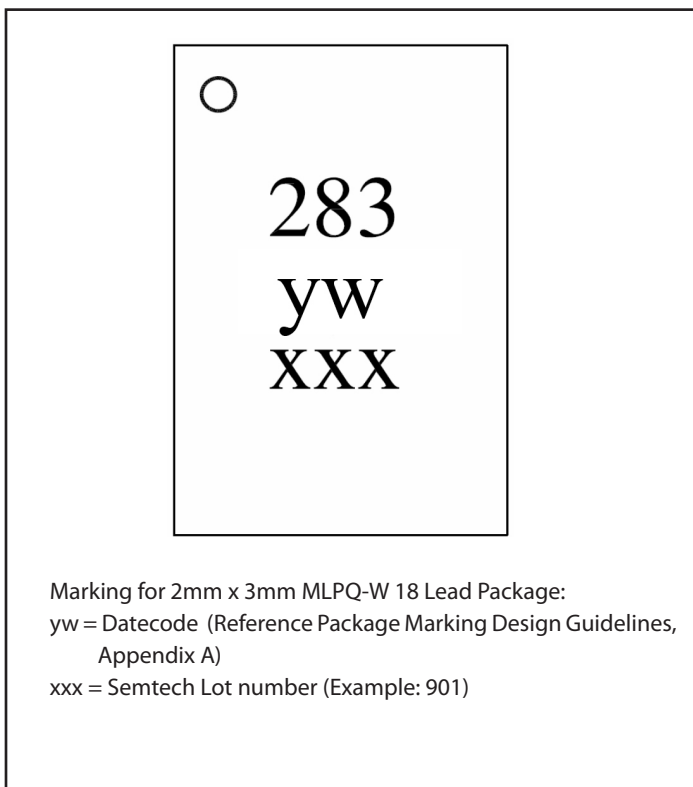 283
yw
xxx
Marking for 2mm x 3mm MLPQ-W 18 Lead Package:
yw = Datecode (Reference Package Marking Design Guidelines,
Appendix A)
xxx = Semtech Lot number (Example: 901)